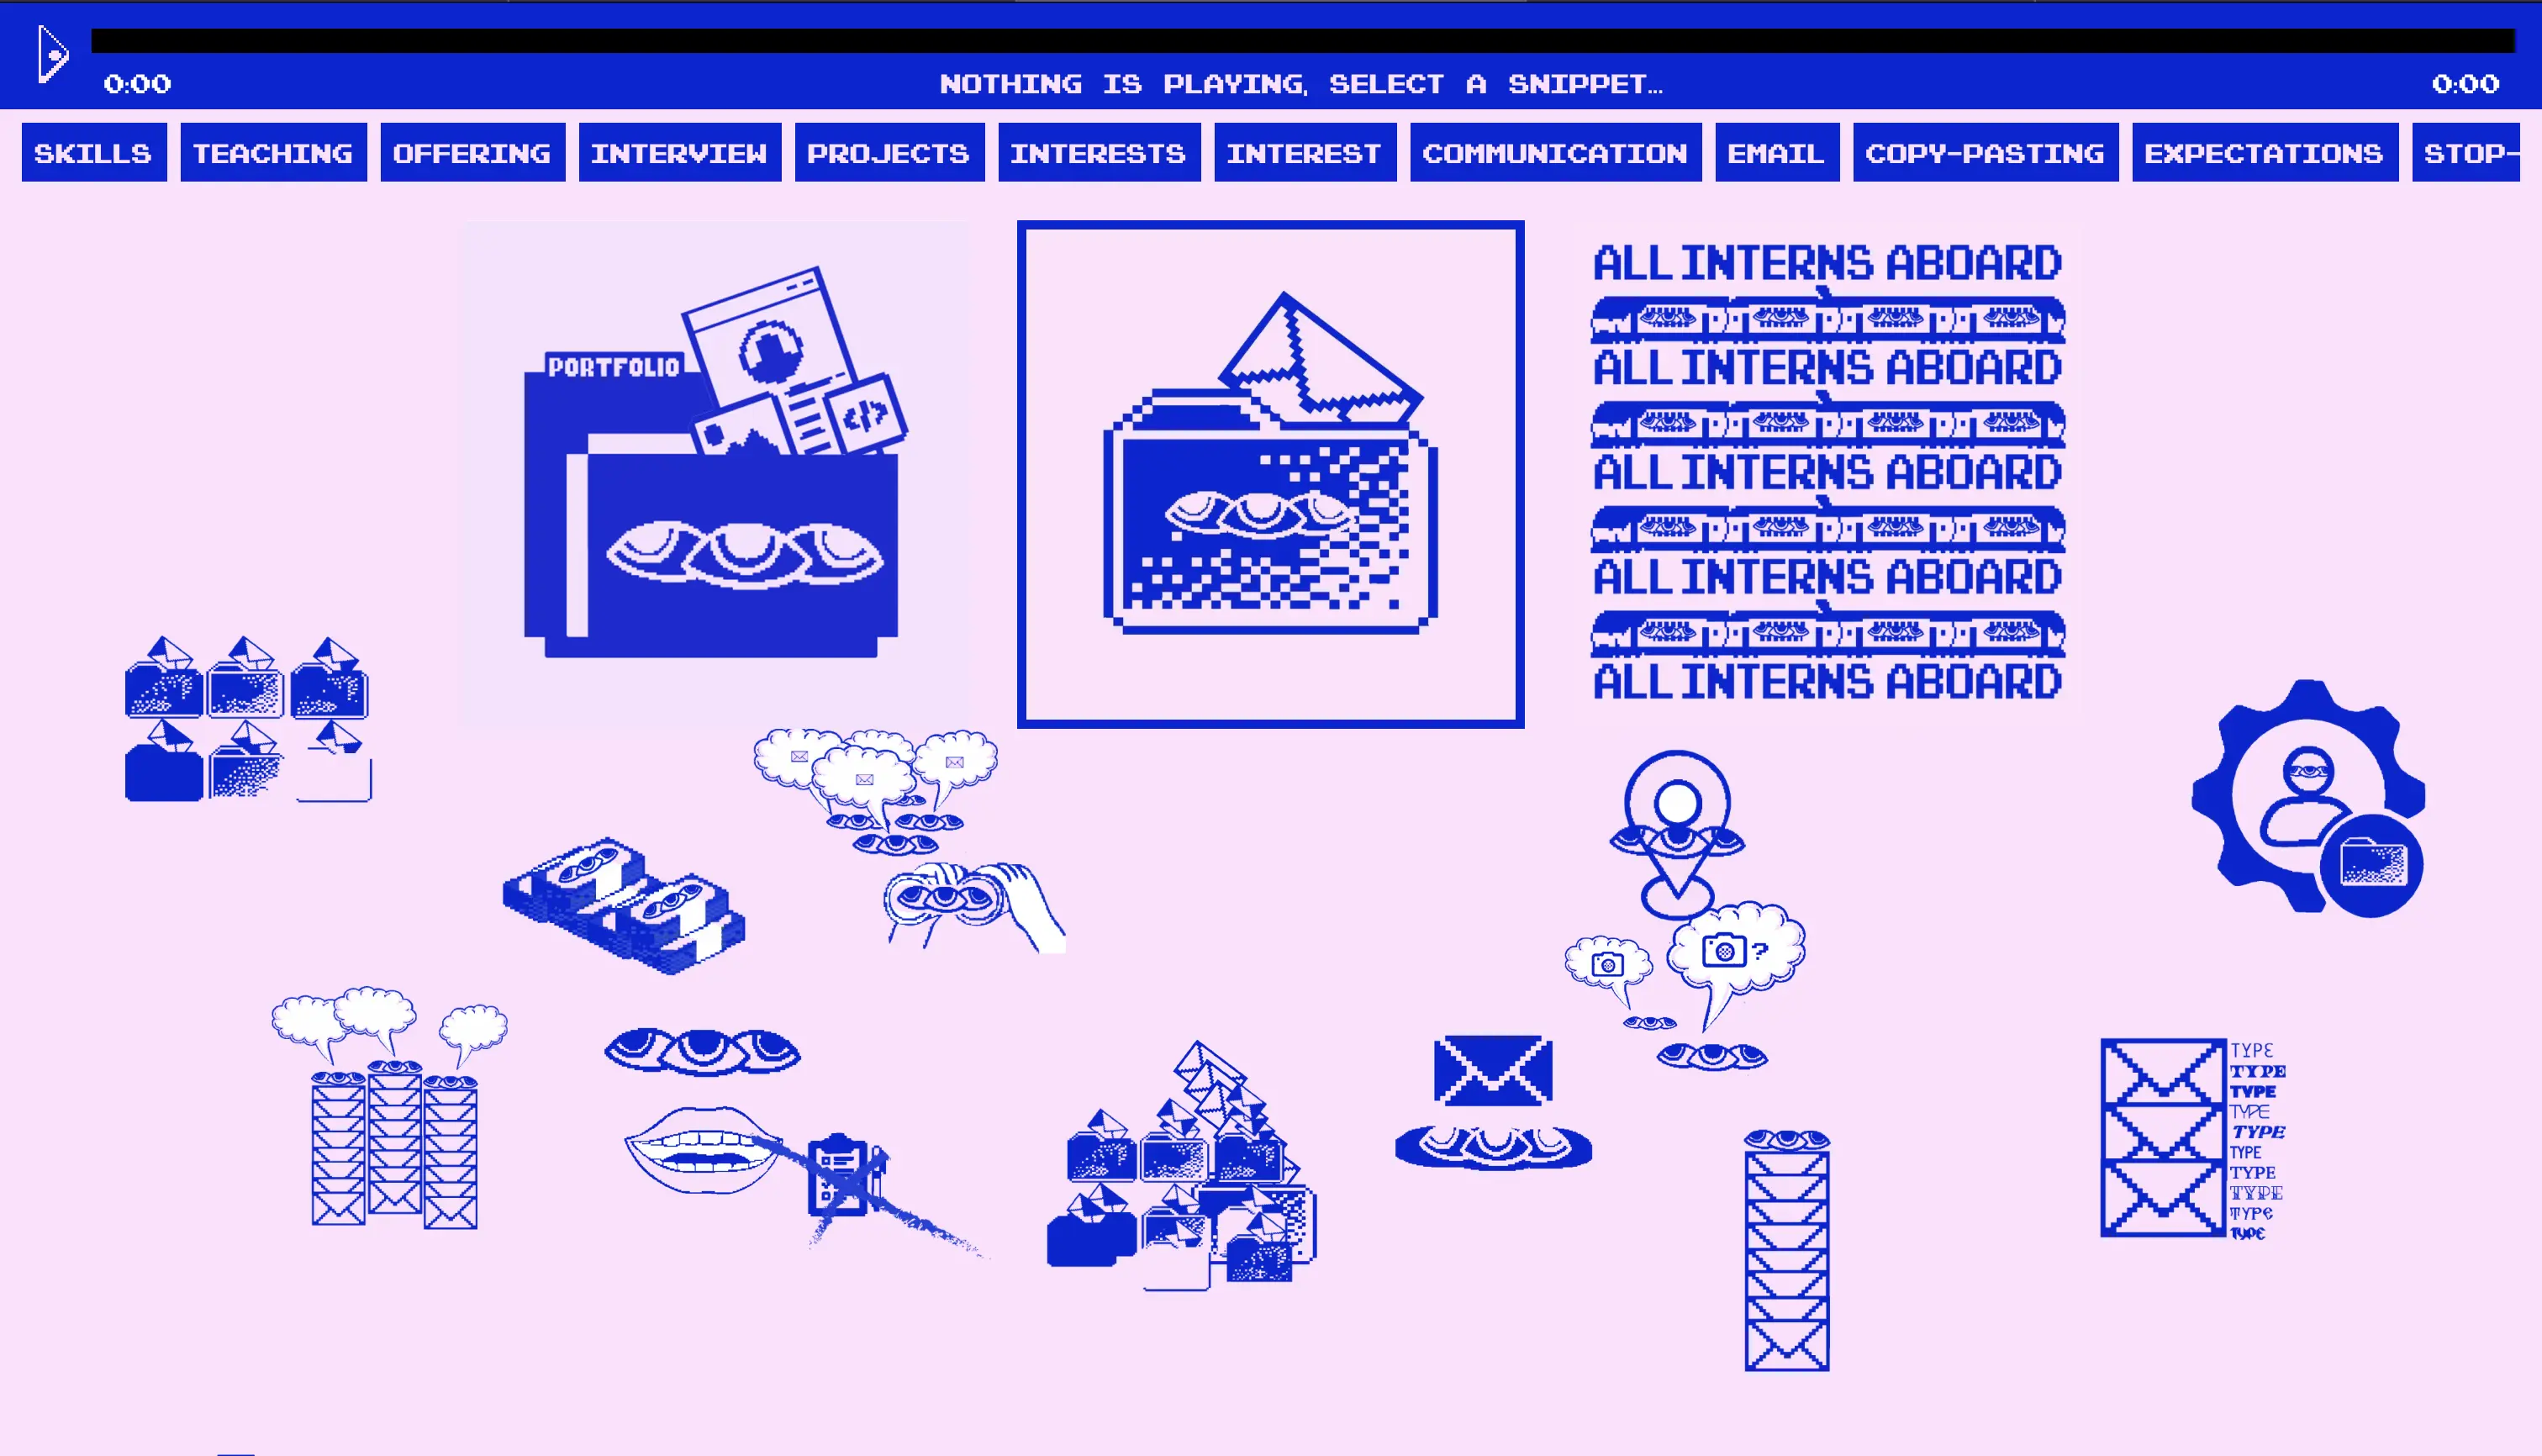 0:00
NOTHING IS PLAYING, SELECT A SNIPPET...
0:00
SKILLS
TEACHING
OFFERING
INTERVIEW
PROJECTS
INTERESTS
INTEREST
COMMUNICATION
EMAIL
COPY-PASTING
EXPECTATIONS
STOP-
PORTFOLIO
</>
ALL INTERNS ABOARD
ALL INTERNS ABOARD
ALL INTERNS ABOARD
ALL INTERNS ABOARD
ALL INTERNS ABOARD
?
TYPE
TYPE
TYPE
TYPE
TYPE
TYPE
TYPE
TYPE
TYPE
TYPE